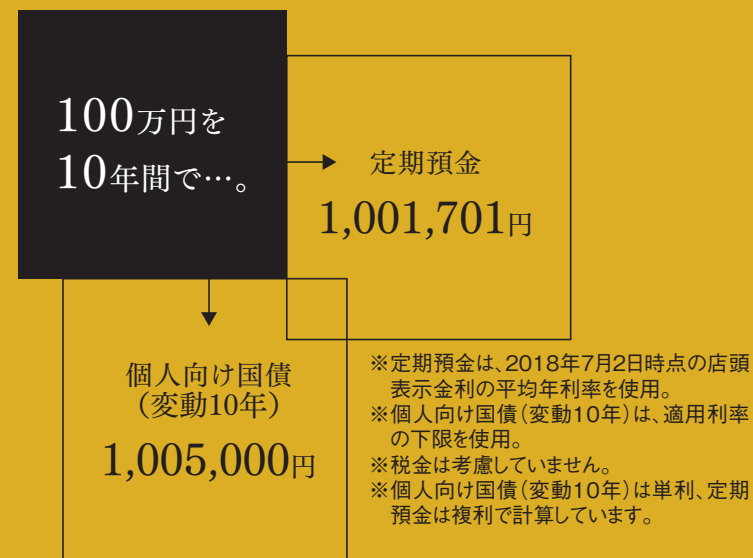 100万円を
10年間で…。
定期預金
1,001,701円
個人向け国債
（変動10年）
1,005,000円
※定期預金は、2018年7月2日時点の店頭
表示金利の平均年利率を使用。
※個人向け国債（変動10年）は、適用利率
の下限を使用。
※税金は考慮していません。
※個人向け国債（変動10年）は単利、定期
預金は複利で計算しています。